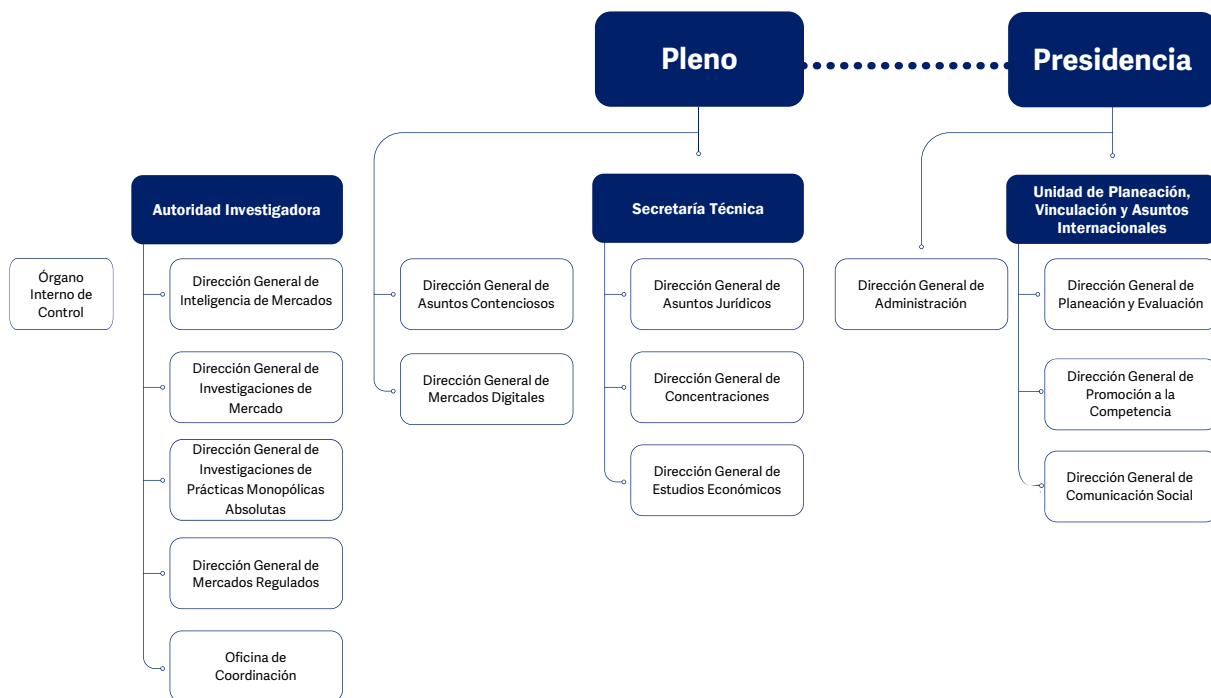 Pleno
Presidencia
Autoridad Investigadora
Secretaría Técnica
Unidad de Planeación,
Vinculación y Asuntos
Internacionales
Órgano
Interno de
Control
Dirección General de
Inteligencia de Mercados
Dirección General de
Investigaciones de
Mercado
Dirección General de
Investigaciones de
Prácticas Monopólicas
Absolutas
Dirección General de
Mercados Regulados
Oficina de
Coordinación
Dirección General de
Asuntos Contenciosos
Dirección General de
Mercados Digitales
Dirección General de
Asuntos Jurídicos
Dirección General de
Concentraciones
Dirección General de
Estudios Económicos
Dirección General de
Administración
Dirección General de
Planeación y Evaluación
Dirección General de
Promoción a la
Competencia
Dirección General de
Comunicación Social